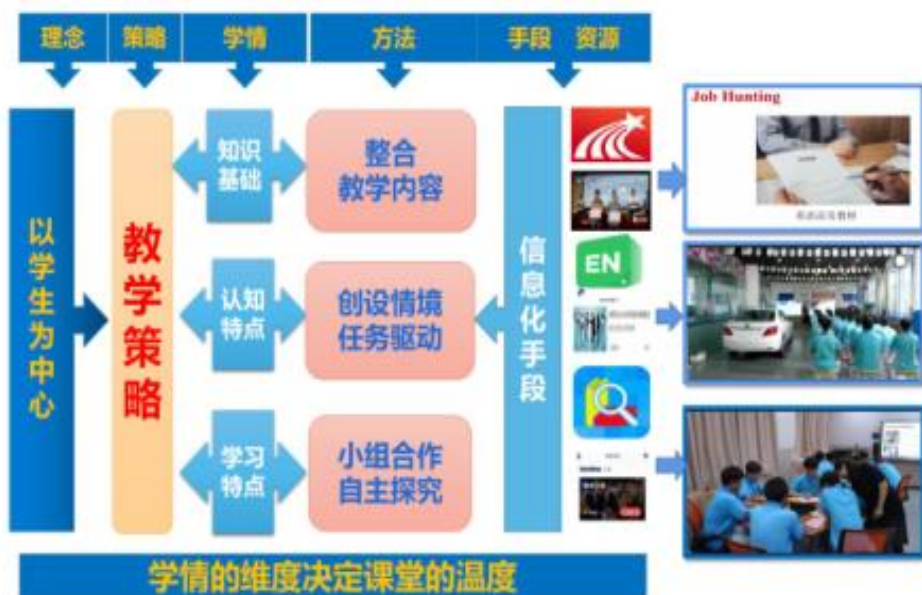 理念 策略 学情 方法 手段 资源
以学生为中心
教学策略
知识
基础
整合
教学内容
认知
特点
创设情境
任务驱动
学习
特点
小组合作
自主探究
信息化手段
EN
Job Hunting
学情的维度决定课堂的温度